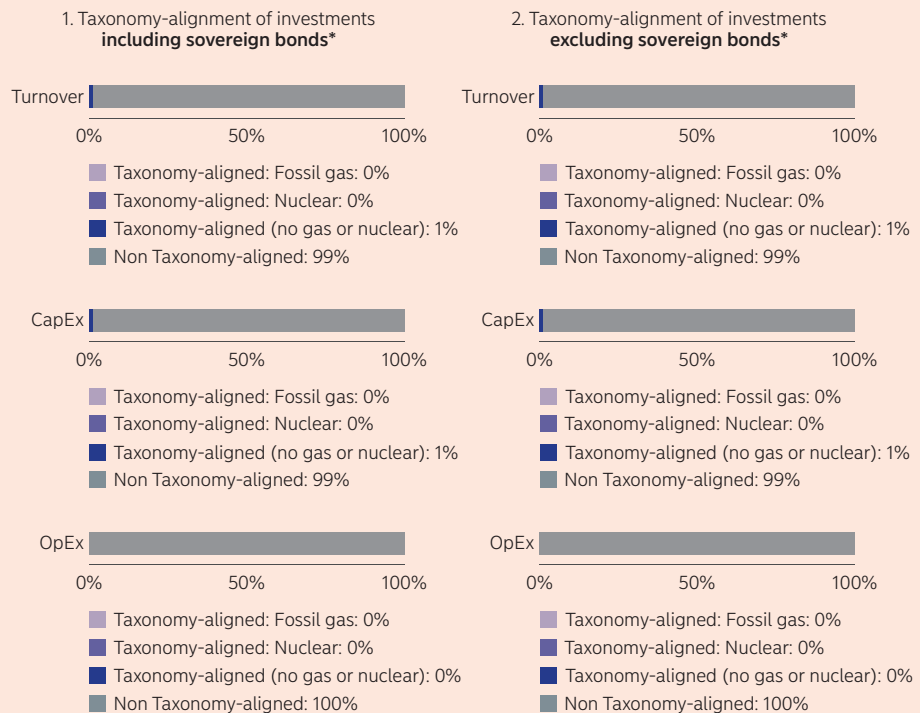 1. Taxonomy-alignment of investments
including sovereign bonds*
Turnover
0% 50% 100%
Taxonomy-aligned: Fossil gas: 0%
Taxonomy-aligned: Nuclear: 0%
Taxonomy-aligned (no gas or nuclear): 1%
Non Taxonomy-aligned: 99%
CapEx
0% 50% 100%
Taxonomy-aligned: Fossil gas: 0%
Taxonomy-aligned: Nuclear: 0%
Taxonomy-aligned (no gas or nuclear): 1%
Non Taxonomy-aligned: 99%
OpEx
0% 50% 100%
Taxonomy-aligned: Fossil gas: 0%
Taxonomy-aligned: Nuclear: 0%
Taxonomy-aligned (no gas or nuclear): 0%
Non Taxonomy-aligned: 100%
2. Taxonomy-alignment of investments
excluding sovereign bonds*
Turnover
0% 50% 100%
Taxonomy-aligned: Fossil gas: 0%
Taxonomy-aligned: Nuclear: 0%
Taxonomy-aligned (no gas or nuclear): 1%
Non Taxonomy-aligned: 99%
CapEx
0% 50% 100%
Taxonomy-aligned: Fossil gas: 0%
Taxonomy-aligned: Nuclear: 0%
Taxonomy-aligned (no gas or nuclear): 1%
Non Taxonomy-aligned: 99%
OpEx
0% 50% 100%
Taxonomy-aligned: Fossil gas: 0%
Taxonomy-aligned: Nuclear: 0%
Taxonomy-aligned (no gas or nuclear): 0%
Non Taxonomy-aligned: 100%